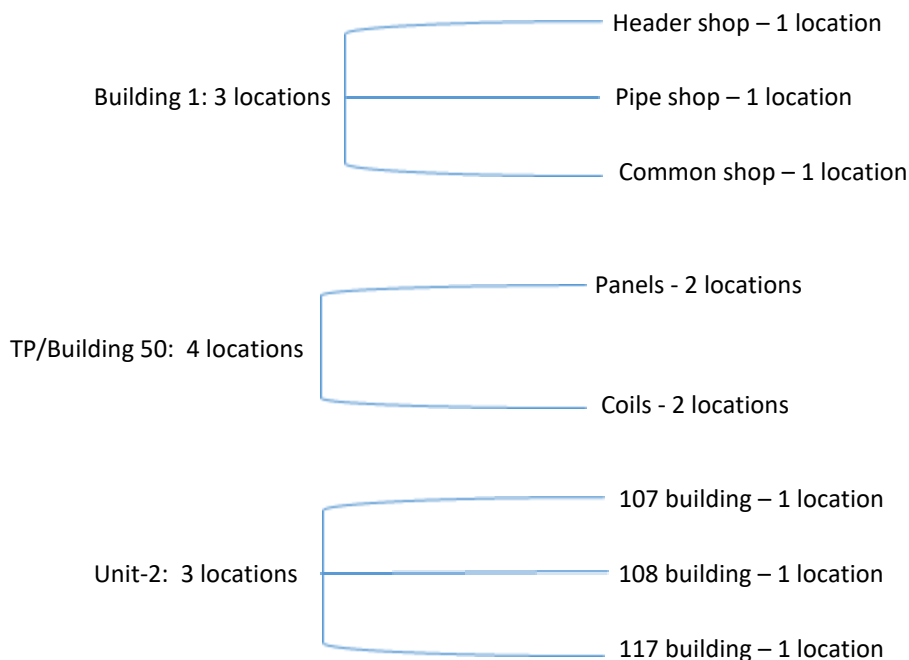 Header shop – 1 location
Building 1: 3 locations
Pipe shop – 1 location
Common shop – 1 location
Panels - 2 locations
TP/Building 50:  4 locations
Coils - 2 locations
107 building – 1 location
Unit-2:  3 locations
108 building – 1 location
117 building – 1 location